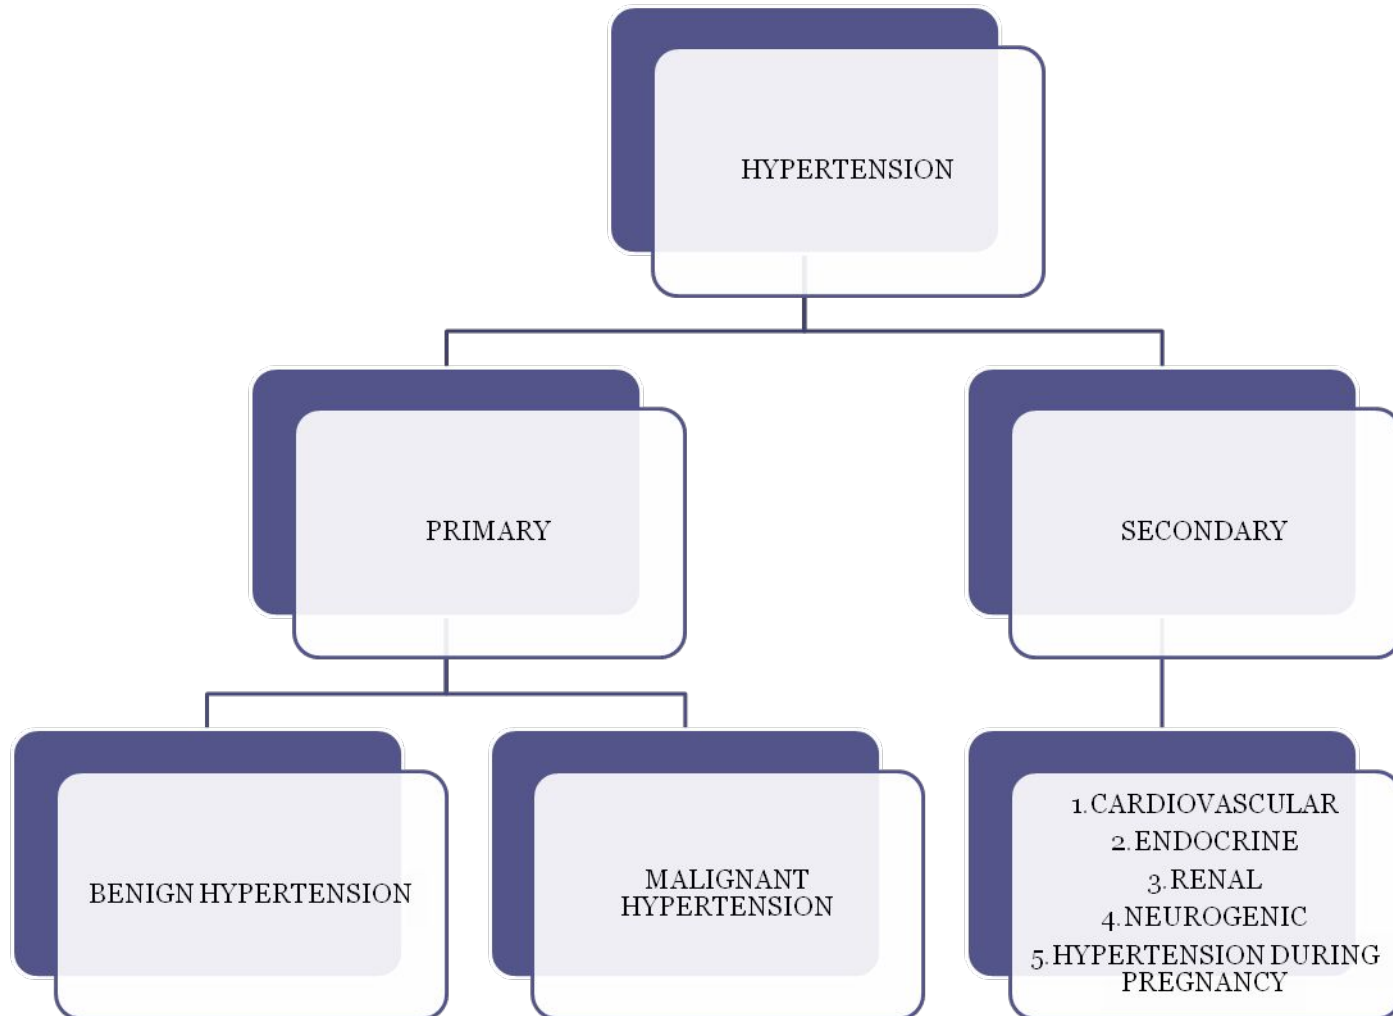 HYPERTENSION
PRIMARY
SECONDARY
BENIGN HYPERTENSION
MALIGNANT
HYPERTENSION
1.CARDIOVASCULAR
2.ENDOCRINE
3.RENAL
4.NEUROGENIC
5.HYPERTENSION DURING
PREGNANCY